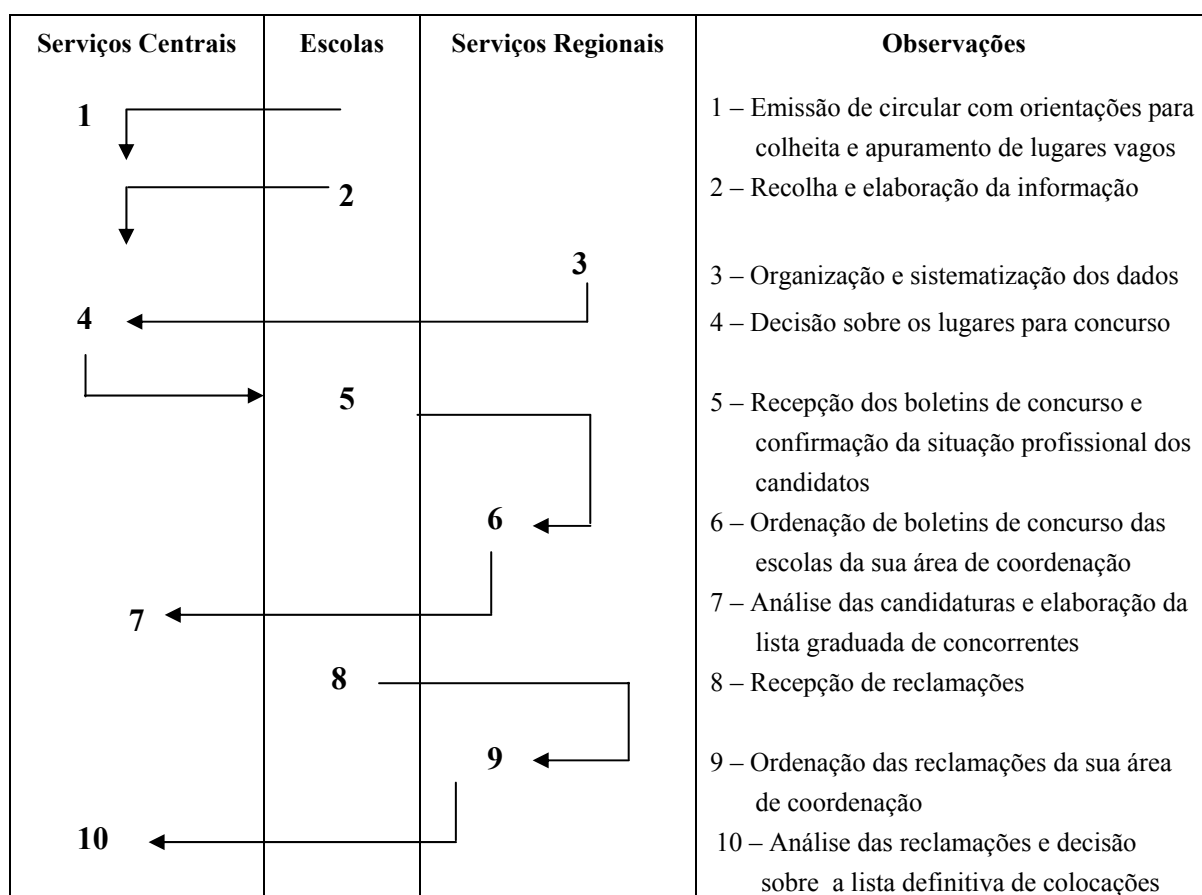 Serviços Centrais Escolas Serviços Regionais Observações
1
1 – Emissão de circular com orientações para
colheita e apuramento de lugares vagos
2
2 – Recolha e elaboração da informação
3
3 – Organização e sistematização dos dados
4
4 – Decisão sobre os lugares para concurso
5
5 – Recepção dos boletins de concurso e
confirmação da situação profissional dos
candidatos
6
6 – Ordenação de boletins de concurso das
escolas da sua área de coordenação
7
7 – Análise das candidaturas e elaboração da
lista graduada de concorrentes
8
8 – Recepção de reclamações
9
9 – Ordenação das reclamações da sua área
de coordenação
10
10 – Análise das reclamações e decisão
sobre a lista definitiva de colocações